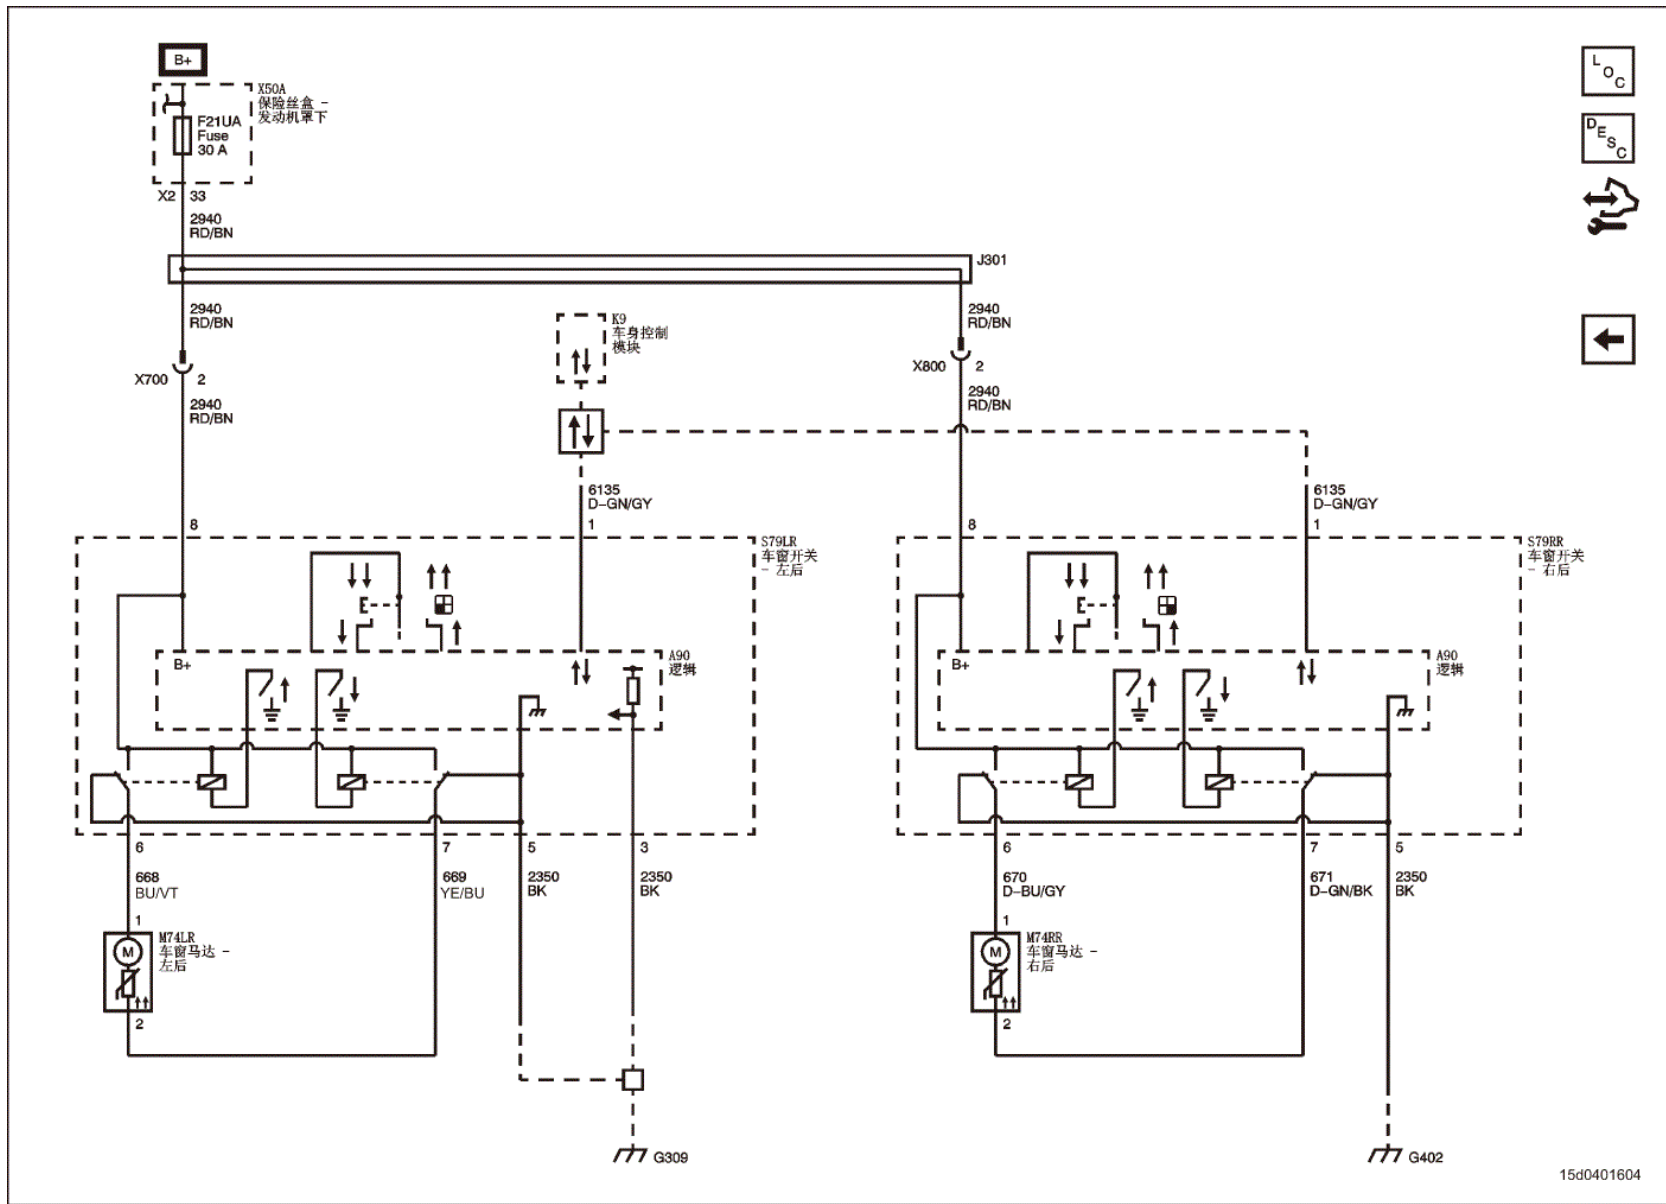 B+
X50A
保险丝盒 -
发动机罩下
F21UA
Fuse
30 A
X2 33
2940
RD/BN
J301
2940
RD/BN
K9
车身控制
模块
2940
RD/BN
X700 2
X800 2
2940
RD/BN
2940
RD/BN
6135
D-GN/GY
6135
D-GN/GY
8
1
8
1
S79LR
车窗开关
- 左后
S79RR
车窗开关
- 右后
B+
A90
逻辑
B+
A90
逻辑
6
7
5
3
6
7
5
668
BU/VT
669
YE/BU
2350
BK
2350
BK
670
D-BU/GY
671
D-GN/BK
2350
BK
1
M74LR
车窗马达 -
左后
M
2
1
M74RR
车窗马达 -
右后
M
2
G309
G402
LOC
DESC
15d0401604